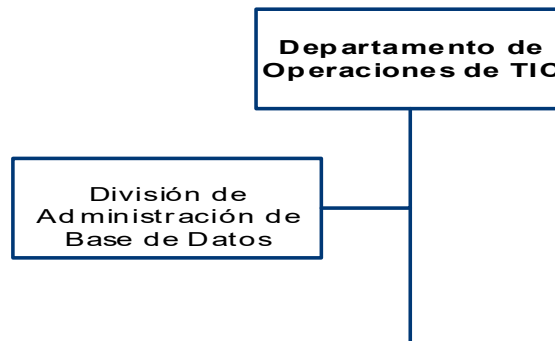 Departamento de
Operaciones de TIC
División de
Administración de
Base de Datos